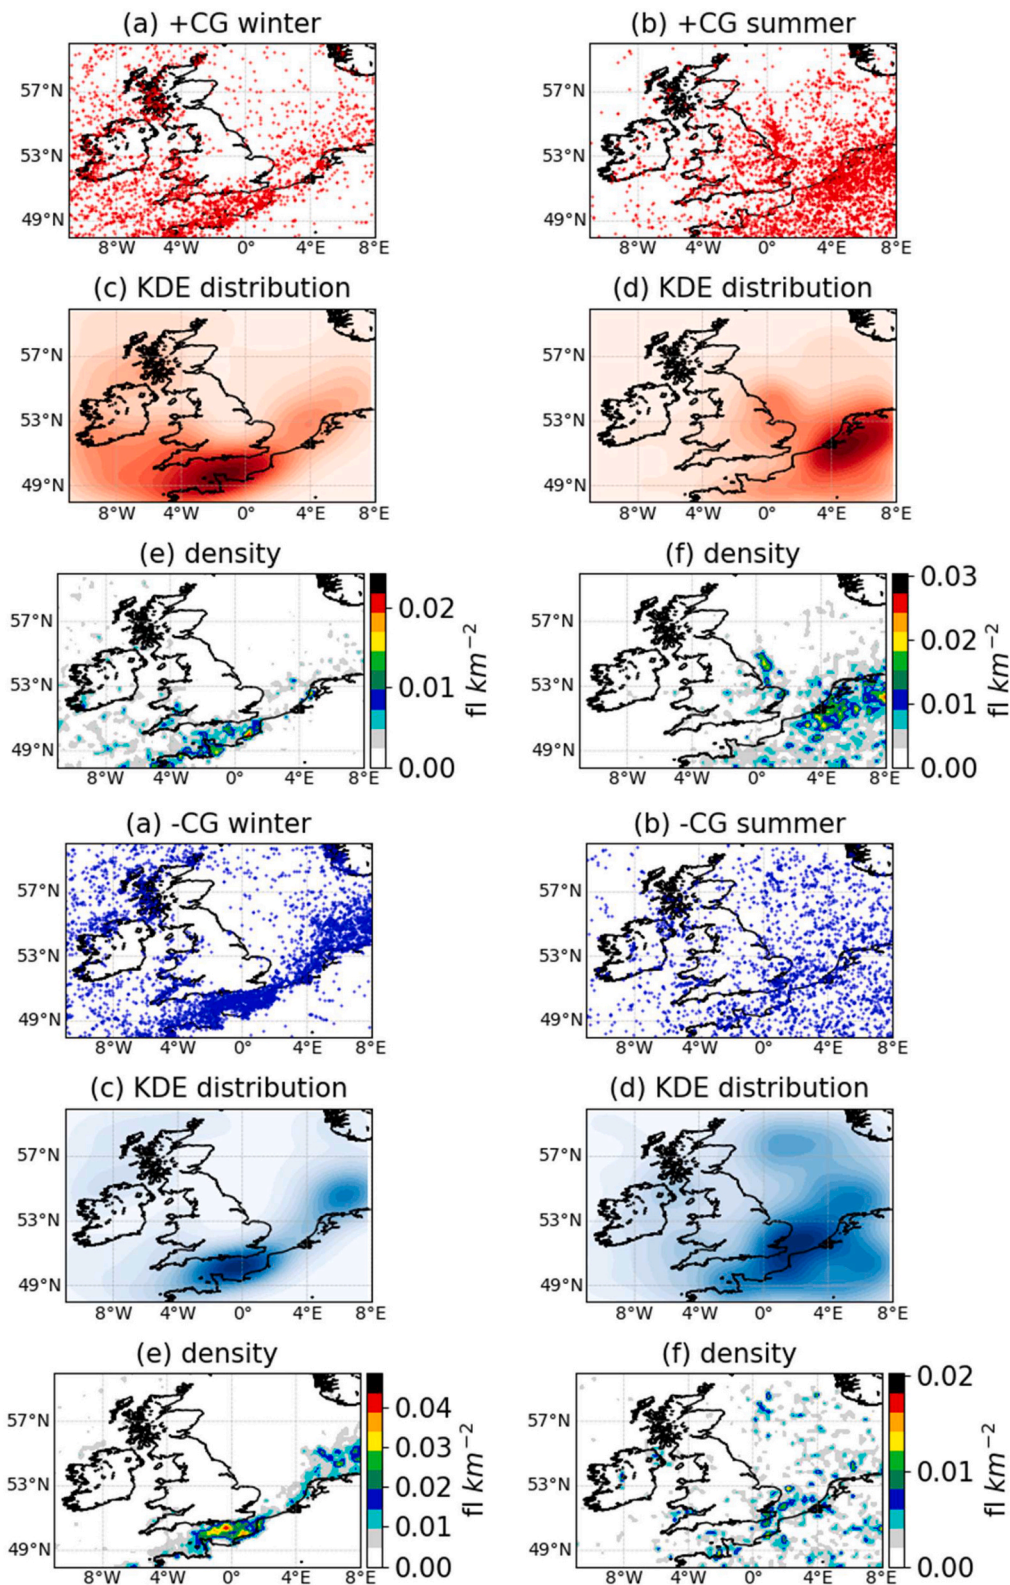 (a) +CG winter
(b) +CG summer
57°N
53°N
49°N
8°W 4°W 0° 4°E 8°E
57°N
53°N
49°N
8°W 4°W 0° 4°E 8°E
(c) KDE distribution
(d) KDE distribution
57°N
53°N
49°N
8°W 4°W 0° 4°E 8°E
57°N
53°N
49°N
8°W 4°W 0° 4°E 8°E
(e) density
(f) density
57°N
53°N
49°N
8°W 4°W 0° 4°E 8°E
0.02
0.01
0.00
fl km⁻²
57°N
53°N
49°N
8°W 4°W 0° 4°E 8°E
0.03
0.02
0.01
0.00
fl km⁻²
(a) -CG winter
(b) -CG summer
57°N
53°N
49°N
8°W 4°W 0° 4°E 8°E
57°N
53°N
49°N
8°W 4°W 0° 4°E 8°E
(c) KDE distribution
(d) KDE distribution
57°N
53°N
49°N
8°W 4°W 0° 4°E 8°E
57°N
53°N
49°N
8°W 4°W 0° 4°E 8°E
(e) density
(f) density
57°N
53°N
49°N
8°W 4°W 0° 4°E 8°E
0.04
0.03
0.02
0.01
0.00
fl km⁻²
57°N
53°N
49°N
8°W 4°W 0° 4°E 8°E
0.02
0.01
0.00
fl km⁻²